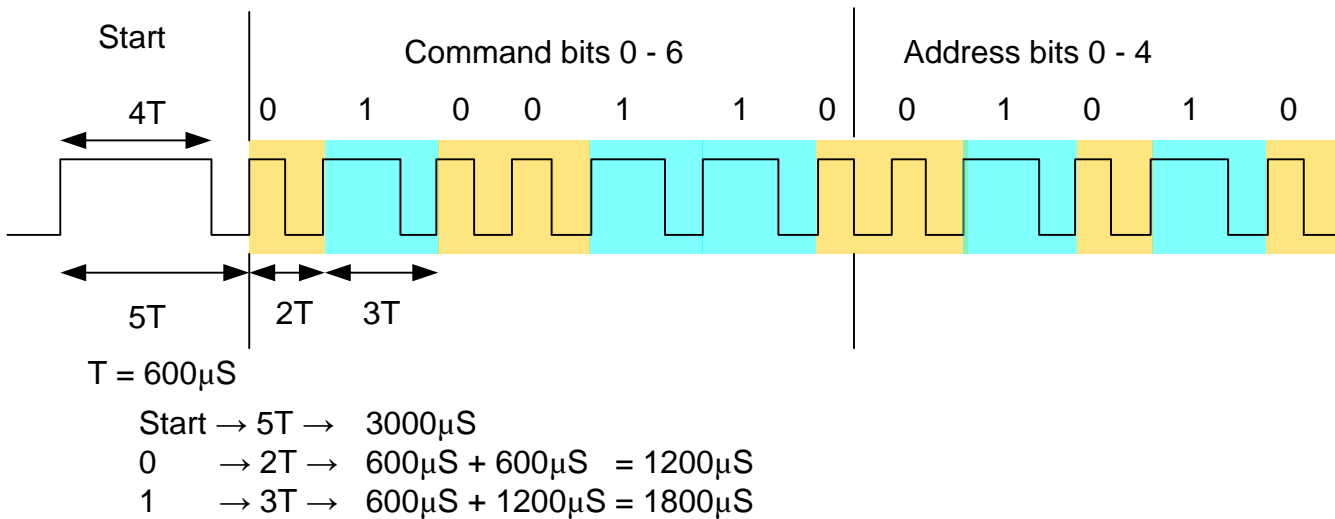 Start
Command bits 0 - 6
Address bits 0 - 4
4T
0 1 0 0 1 1 0 0 1 0 1 0
5T
2T
3T
T = 600μS
Start → 5T → 3000μS
0 → 2T → 600μS + 600μS = 1200μS
1 → 3T → 600μS + 1200μS = 1800μS